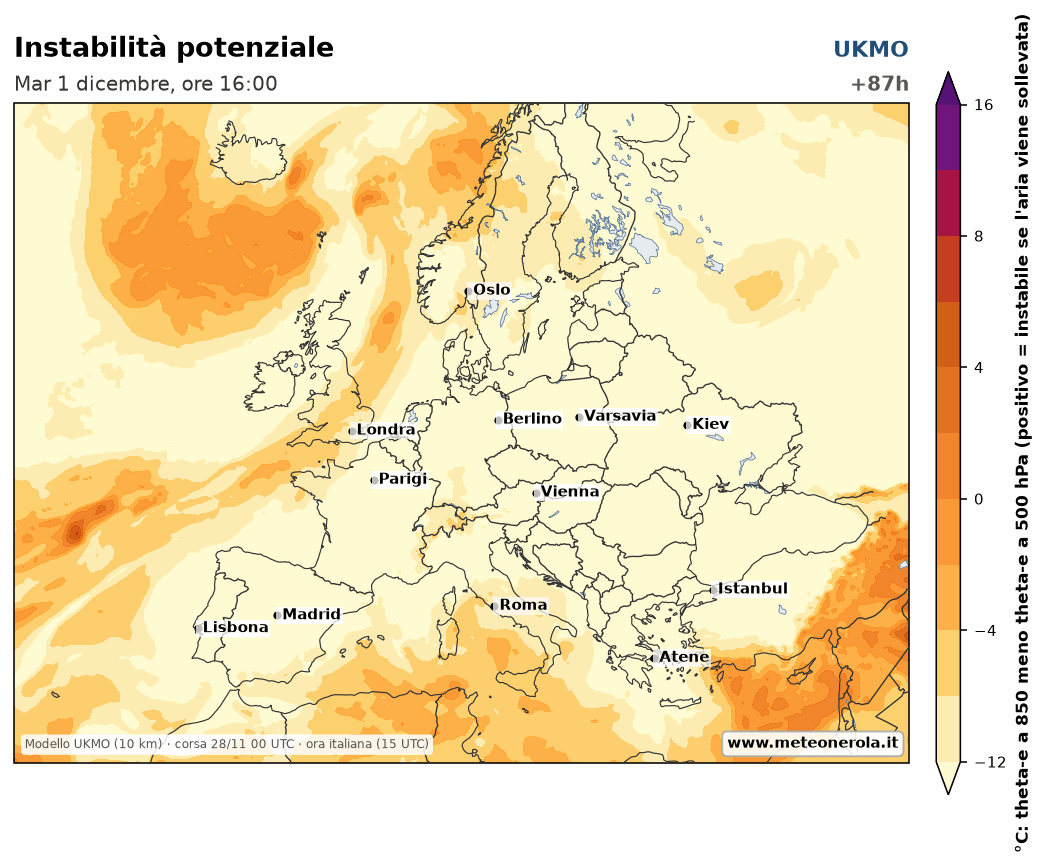 Instabilità potenziale
UKMO
Mar 1 dicembre, ore 16:00
+87h
Oslo
Londra
Berlino
Varsavia
Kiev
Parigi
Vienna
Istanbul
Roma
Madrid
Lisbona
Atene
Modello UKMO (10 km) · corsa 28/11 00 UTC · ora italiana (15 UTC)
www.meteonerola.it
16
8
4
0
−4
−12
°C: theta-e a 850 meno theta-e a 500 hPa (positivo = instabile se l'aria viene sollevata)